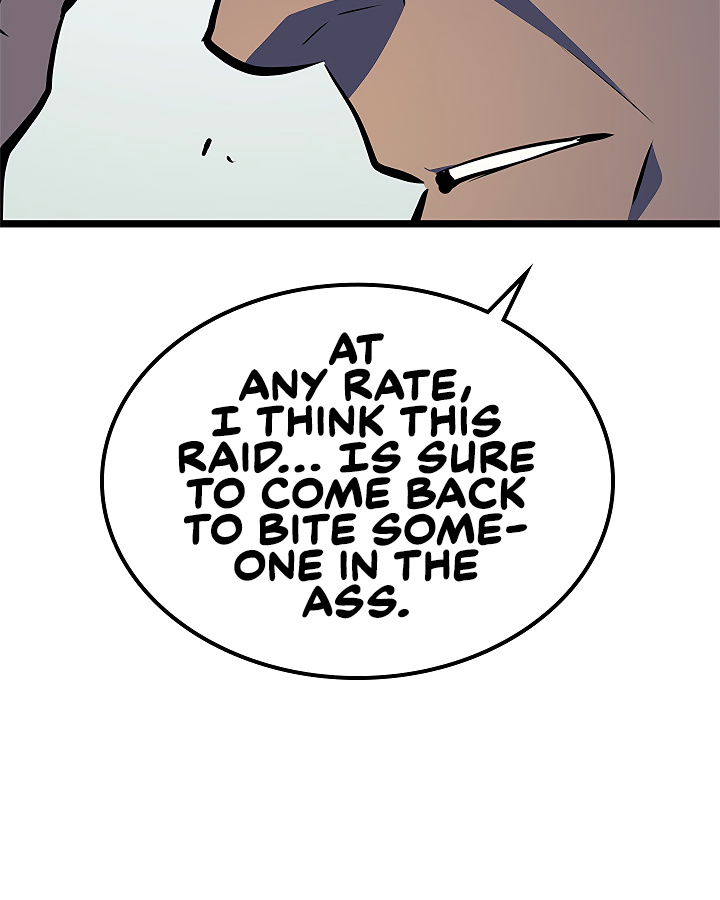 AT
ANY RATE,
I THINK THIS
RAID... IS SURE
TO COME BACK
TO BITE SOME-
ONE IN THE
ASS.